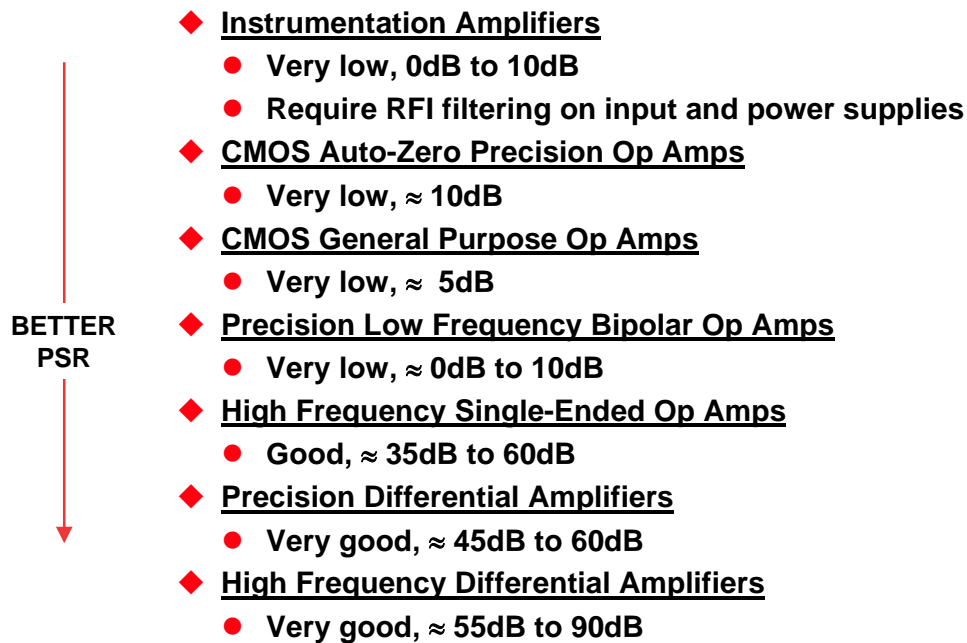 Instrumentation Amplifiers
Very low, 0dB to 10dB
Require RFI filtering on input and power supplies
CMOS Auto-Zero Precision Op Amps
Very low, ≈ 10dB
CMOS General Purpose Op Amps
Very low, ≈ 5dB
BETTER
PSR
Precision Low Frequency Bipolar Op Amps
Very low, ≈ 0dB to 10dB
High Frequency Single-Ended Op Amps
Good, ≈ 35dB to 60dB
Precision Differential Amplifiers
Very good, ≈ 45dB to 60dB
High Frequency Differential Amplifiers
Very good, ≈ 55dB to 90dB